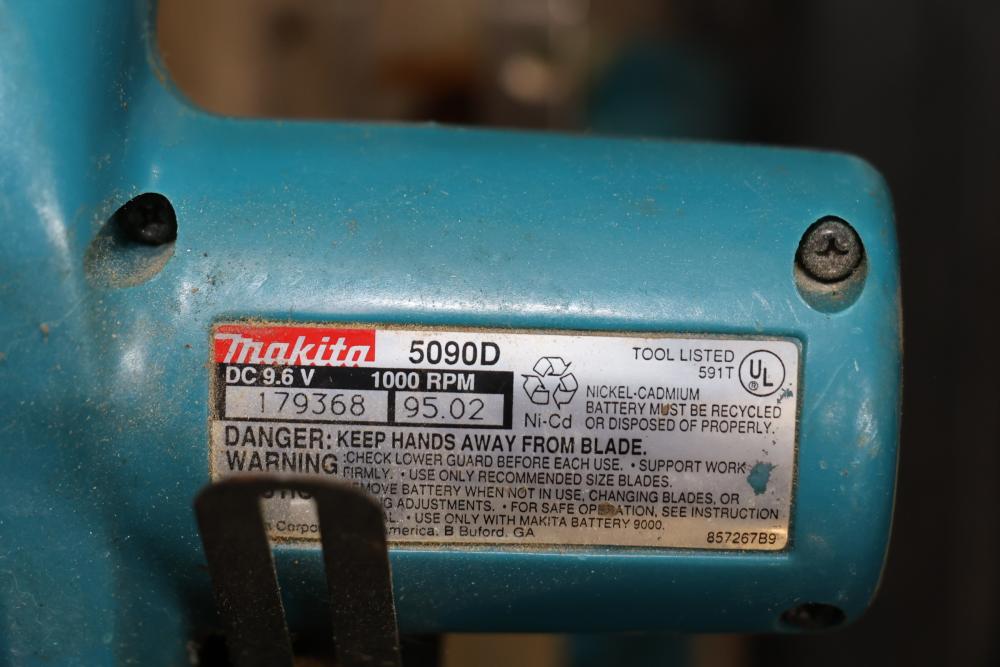 makita 5090D
DC 9.6 V 1000 RPM
179368 95.02
Ni-Cd
TOOL LISTED
591T
UL
®
NICKEL-CADMIUM
BATTERY MUST BE RECYCLED
OR DISPOSED OF PROPERLY.
DANGER: KEEP HANDS AWAY FROM BLADE.
WARNING :CHECK LOWER GUARD BEFORE EACH USE. • SUPPORT WORK
FIRMLY. • USE ONLY RECOMMENDED SIZE BLADES.
BATTERY WHEN NOT IN USE, CHANGING BLADES, OR
ADJUSTMENTS. • FOR SAFE OPERATION, SEE INSTRUCTION
• USE ONLY WITH MAKITA BATTERY 9000.
America. B Buford, GA
857267B9